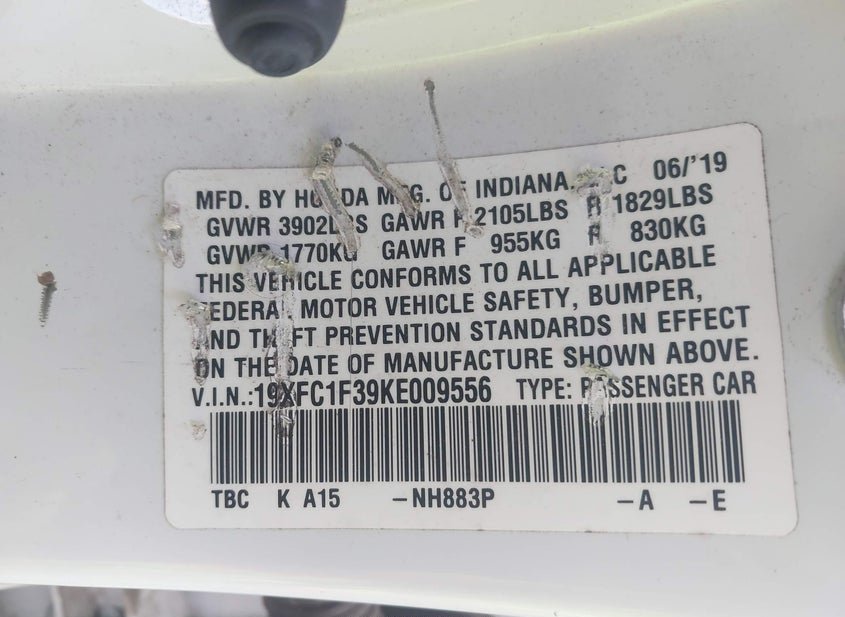 MFD. BY HONDA MFG. OF INDIANA, LLC 06/'19
GVWR 3902LBS GAWR F 2105LBS R 1829LBS
GVWR 1770KG GAWR F 955KG R 830KG
THIS VEHICLE CONFORMS TO ALL APPLICABLE
FEDERAL MOTOR VEHICLE SAFETY, BUMPER,
AND THEFT PREVENTION STANDARDS IN EFFECT
ON THE DATE OF MANUFACTURE SHOWN ABOVE.
V.I.N.:19XFC1F39KE009556 TYPE: PASSENGER CAR
TBC K A15 –NH883P –A –E